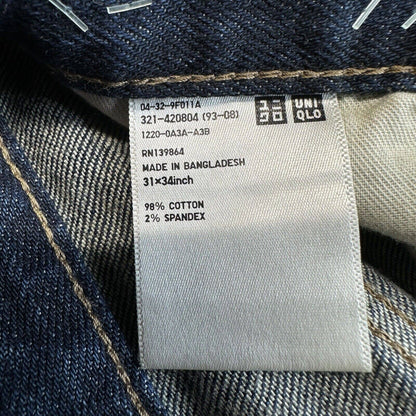 04-32-9F011A
321-420804 (93-08)
1220-0A3A-A3B
ユニ
クロ
UNI
QLO
RN139864
MADE IN BANGLADESH
31×34inch
98% COTTON
2% SPANDEX